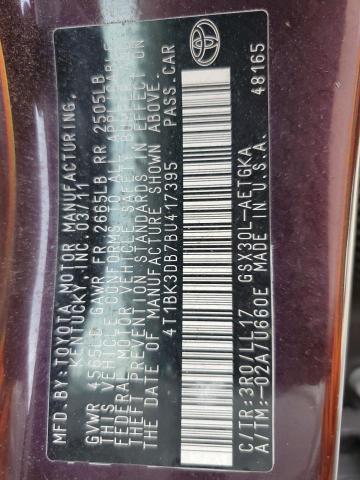 MFD.BY: TOYOTA MOTOR MANUFACTURING,
KENTUCKY, INC. 03/11
GVWR 4565LB GAWR FR 2665LB RR 2505LB
THIS VEHICLE CONFORMS TO ALL APPLICABLE
FEDERAL MOTOR VEHICLE SAFETY, BUMPER, AND THEFT
PREVENTION STANDARDS IN EFFECT ON
THE DATE OF MANUFACTURE SHOWN ABOVE.
4T1BK3DB7BU417395 PASS.CAR
C/TR:3R0/LL17 GSX30L-AETGKA
A/TM:-02A/U660E MADE IN U.S.A. 48165
TOYOTA